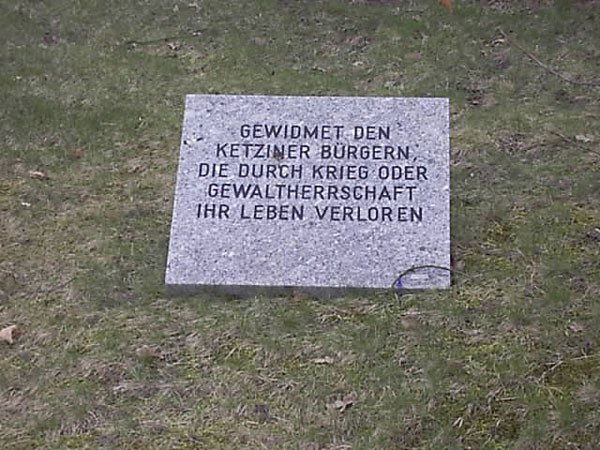 GEWIDMET DEN
KETZINER BÜRGERN,
DIE DURCH KRIEG ODER
GEWALTHERRSCHAFT
IHR LEBEN VERLOREN